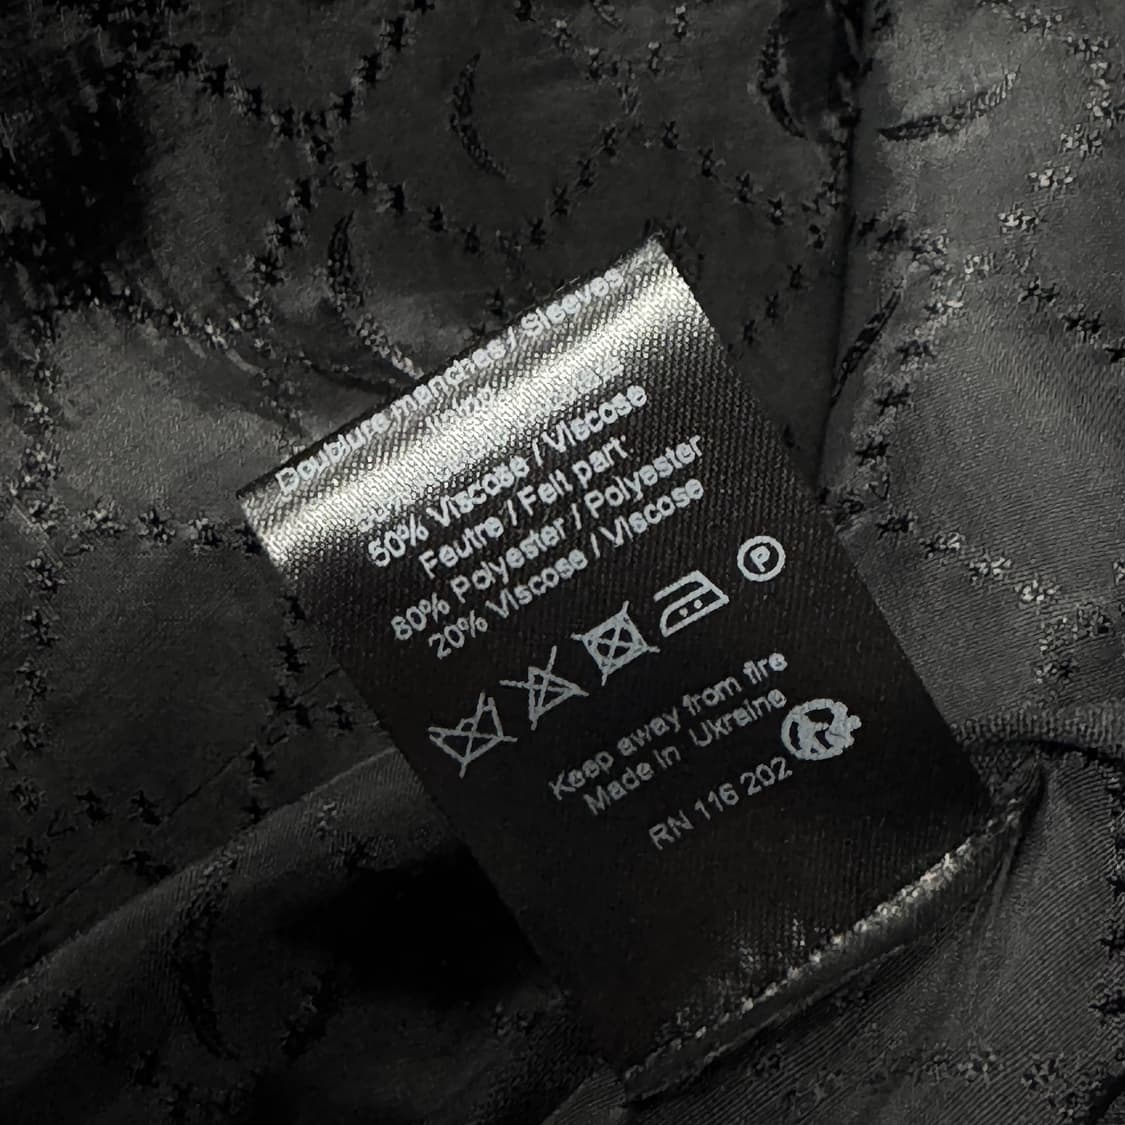 Doublure manches / Sleeves
lining
50% Viscose / Viscose
Feutre / Felt part:
80% Polyester / Polyester
20% Viscose / Viscose
P
Keep away from fire
Made in Ukraine
RN 116 202